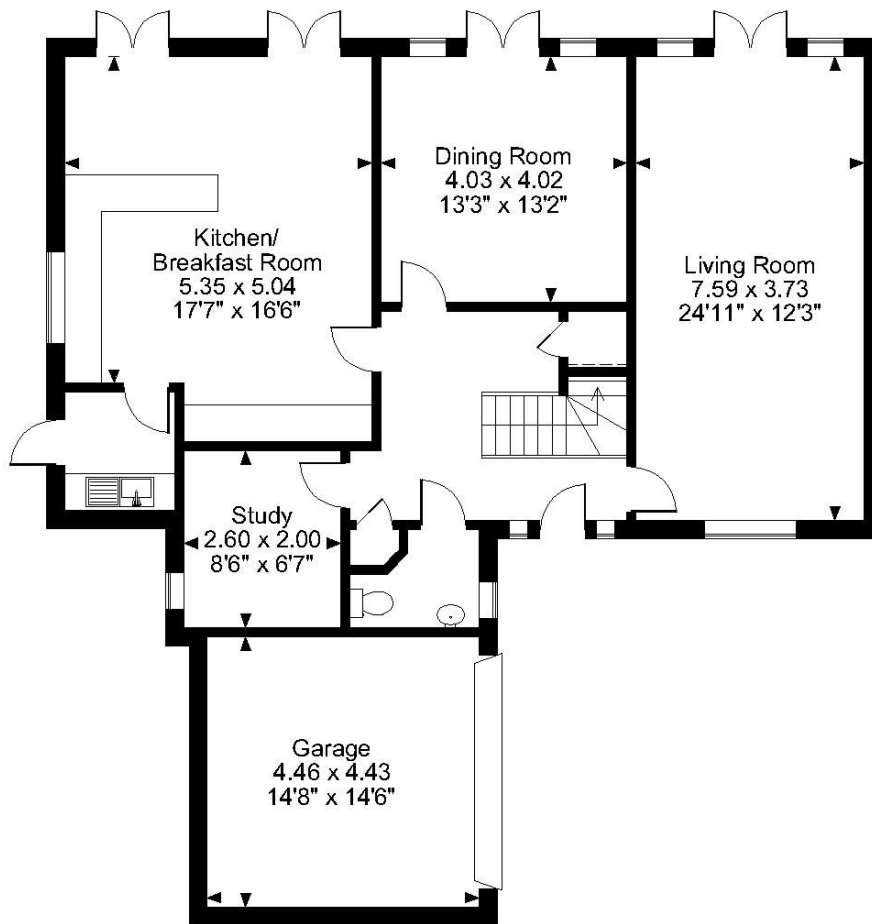 Kitchen/
Breakfast Room
5.35 x 5.04
17'7" x 16'6"
Dining Room
4.03 x 4.02
13'3" x 13'2"
Living Room
7.59 x 3.73
24'11" x 12'3"
Study
2.60 x 2.00
8'6" x 6'7"
Garage
4.46 x 4.43
14'8" x 14'6"